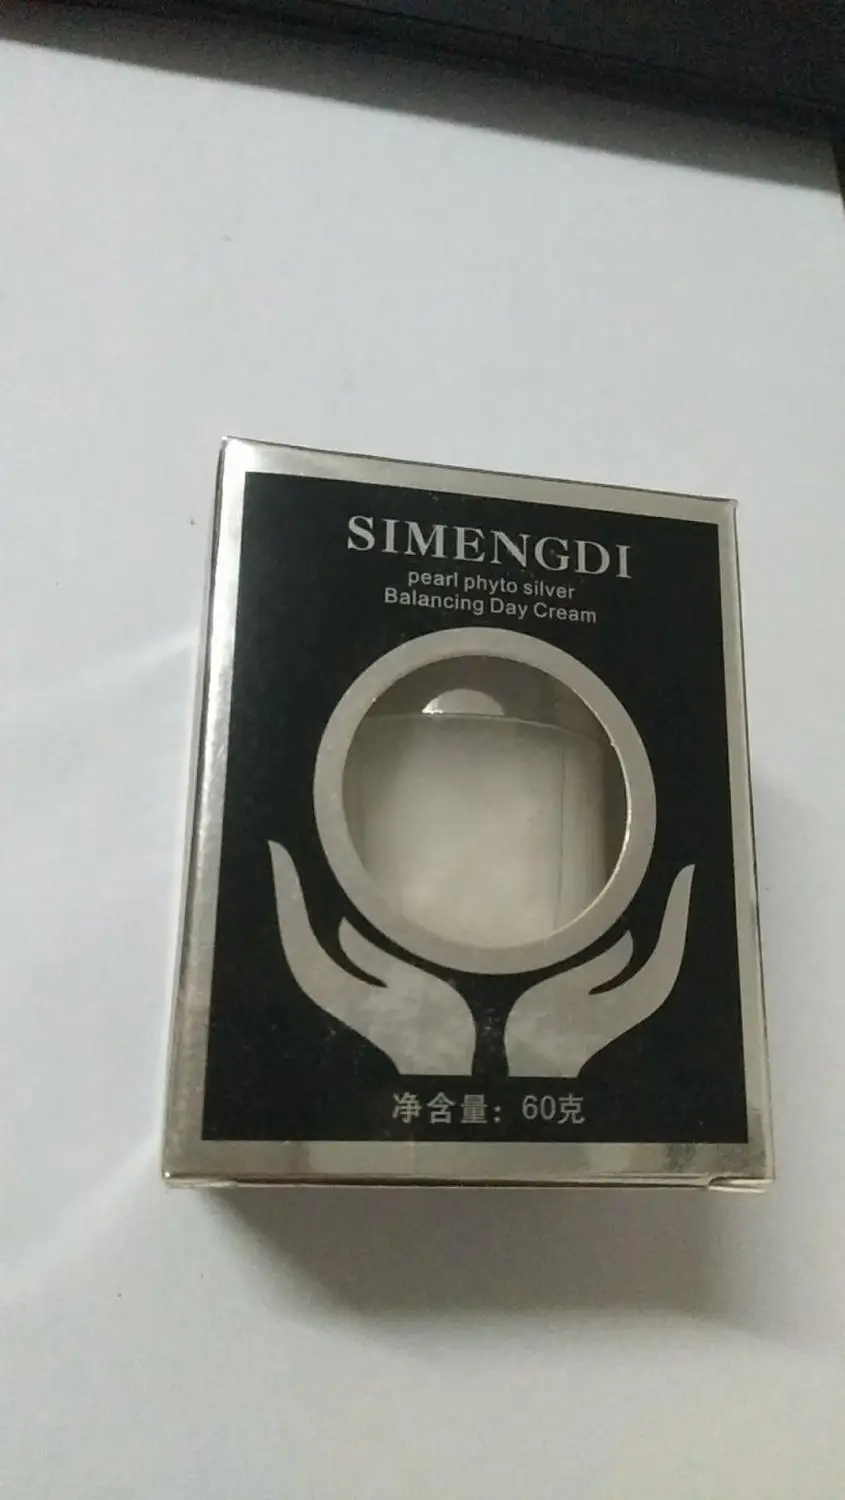 SIMENGDI
pearl phyto silver
Balancing Day Cream
净含量：60克